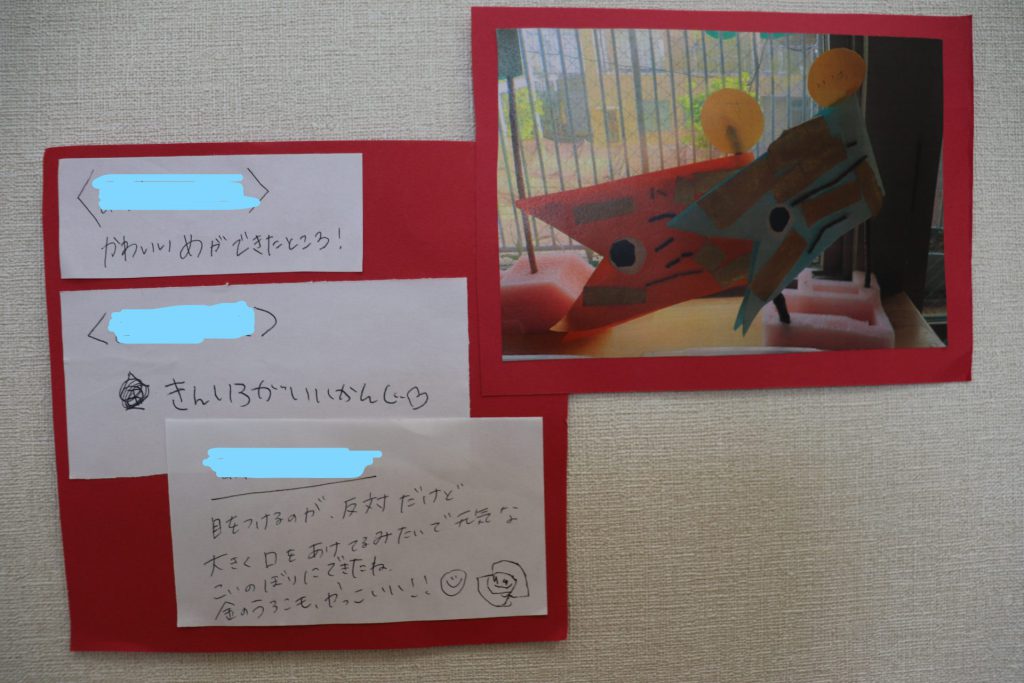 かわいいめができたところ!
きんいろがいいかんじ♡
目をつけるのが、反対だけど
大きく口をあけてるみたいで元気な
こいのぼりにできたね
金のうろこも、かっこいい!!